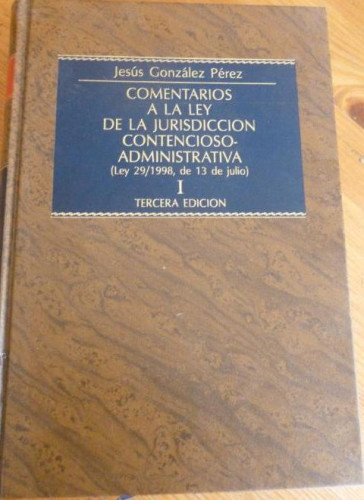 Jesús González Pérez
COMENTARIOS
A LA LEY
DE LA JURISDICCION
CONTENCIOSO-
ADMINISTRATIVA
(Ley 29/1998, de 13 de julio)
I
TERCERA EDICION